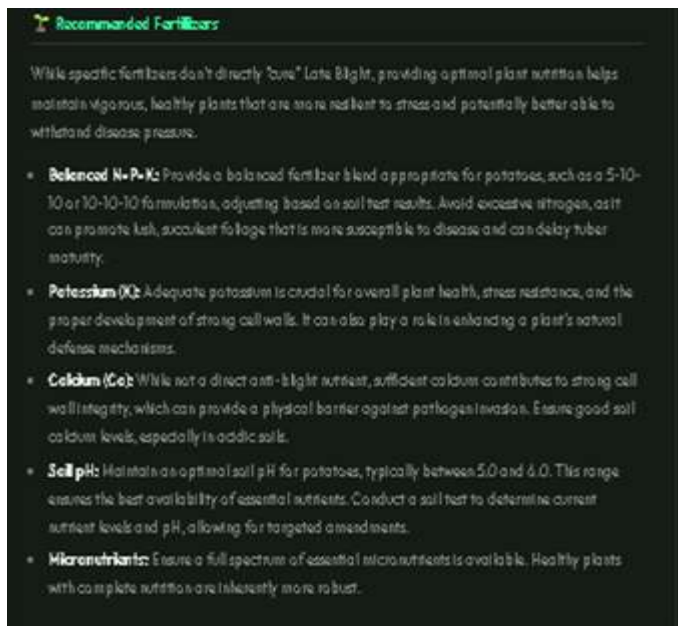 Recommended Fertilizers
While specific fertilizers don't directly "cure" Late Blight, providing optimal plant nutrition helps
maintain vigorous, healthy plants that are more resilient to stress and potentially better able to
withstand disease pressure.
• Balanced N-P-K: Provide a balanced fertilizer blend appropriate for potatoes, such as a 5-10-
10 or 10-10-10 formulation, adjusting based on soil test results. Avoid excessive nitrogen, as it
can promote lush, succulent foliage that is more susceptible to disease and can delay tuber
maturity.
• Potassium (K): Adequate potassium is crucial for overall plant health, stress resistance, and the
proper development of strong cell walls. It can also play a role in enhancing a plant's natural
defense mechanisms.
• Calcium (Ca): While not a direct anti-blight nutrient, sufficient calcium contributes to strong cell
wall integrity, which can provide a physical barrier against pathogen invasion. Ensure good soil
calcium levels, especially in acidic soils.
• Soil pH: Maintain an optimal soil pH for potatoes, typically between 5.0 and 6.0. This range
ensures the best availability of essential nutrients. Conduct a soil test to determine current
nutrient levels and pH, allowing for targeted amendments.
• Micronutrients: Ensure a full spectrum of essential micronutrients is available. Healthy plants
with complete nutrition are inherently more robust.